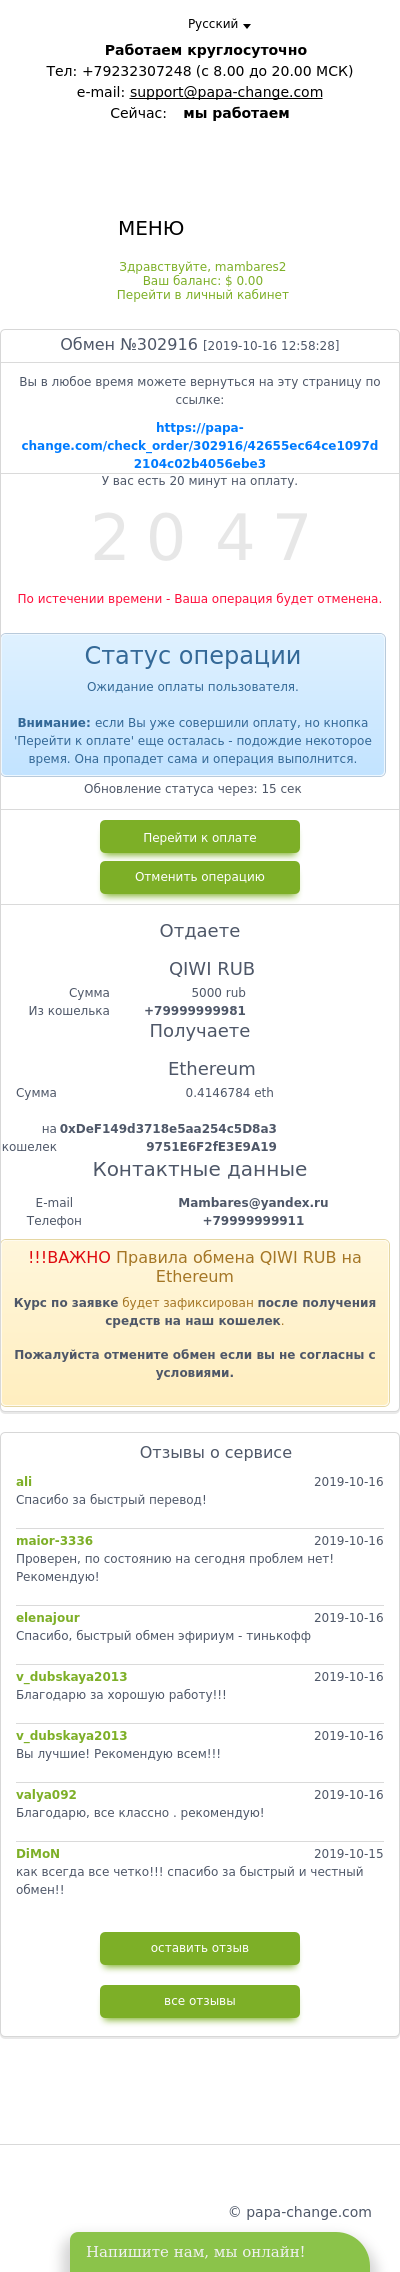 Русский
Работаем круглосуточно
Тел: +79232307248 (с 8.00 до 20.00 МСК)
e-mail: support@papa-change.com
Сейчас: мы работаем
МЕНЮ
Здравствуйте, mambares2
Ваш баланс: $ 0.00
Перейти в личный кабинет
Обмен №302916 [2019-10-16 12:58:28]
Вы в любое время можете вернуться на эту страницу по
ссылке:
https://papa-
change.com/check_order/302916/42655ec64ce1097d
2104c02b4056ebe3
У вас есть 20 минут на оплату.
20 47
По истечении времени - Ваша операция будет отменена.
Статус операции
Ожидание оплаты пользователя.
Внимание: если Вы уже совершили оплату, но кнопка
'Перейти к оплате' еще осталась - подождие некоторое
время. Она пропадет сама и операция выполнится.
Обновление статуса через: 15 сек
Перейти к оплате
Отменить операцию
Отдаете
QIWI RUB
Сумма 5000 rub
Из кошелька +79999999981
Получаете
Ethereum
Сумма 0.4146784 eth
на 0xDeF149d3718e5aa254c5D8a3
кошелек 9751E6F2fE3E9A19
Контактные данные
E-mail Mambares@yandex.ru
Телефон +79999999911
!!!ВАЖНО Правила обмена QIWI RUB на
Ethereum
Курс по заявке будет зафиксирован после получения
средств на наш кошелек.
Пожалуйста отмените обмен если вы не согласны с
условиями.
Отзывы о сервисе
ali 2019-10-16
Спасибо за быстрый перевод!
maior-3336 2019-10-16
Проверен, по состоянию на сегодня проблем нет!
Рекомендую!
elenajour 2019-10-16
Спасибо, быстрый обмен эфириум - тинькофф
v_dubskaya2013 2019-10-16
Благодарю за хорошую работу!!!
v_dubskaya2013 2019-10-16
Вы лучшие! Рекомендую всем!!!
valya092 2019-10-16
Благодарю, все классно . рекомендую!
DiMoN 2019-10-15
как всегда все четко!!! спасибо за быстрый и честный
обмен!!
оставить отзыв
все отзывы
© papa-change.com
Напишите нам, мы онлайн!